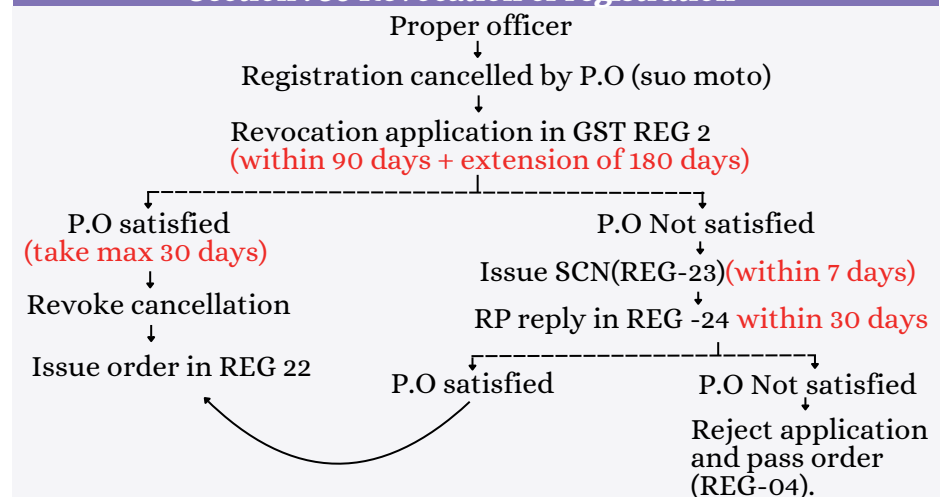 Proper officer
Registration cancelled by P.O (suo moto)
Revocation application in GST REG 2
(within 90 days + extension of 180 days)
P.O satisfied
(take max 30 days)
Revoke cancellation
Issue order in REG 22
P.O Not satisfied
Issue SCN(REG-23)(within 7 days)
RP reply in REG -24 within 30 days
P.O satisfied
P.O Not satisfied
Reject application
and pass order
(REG-04).